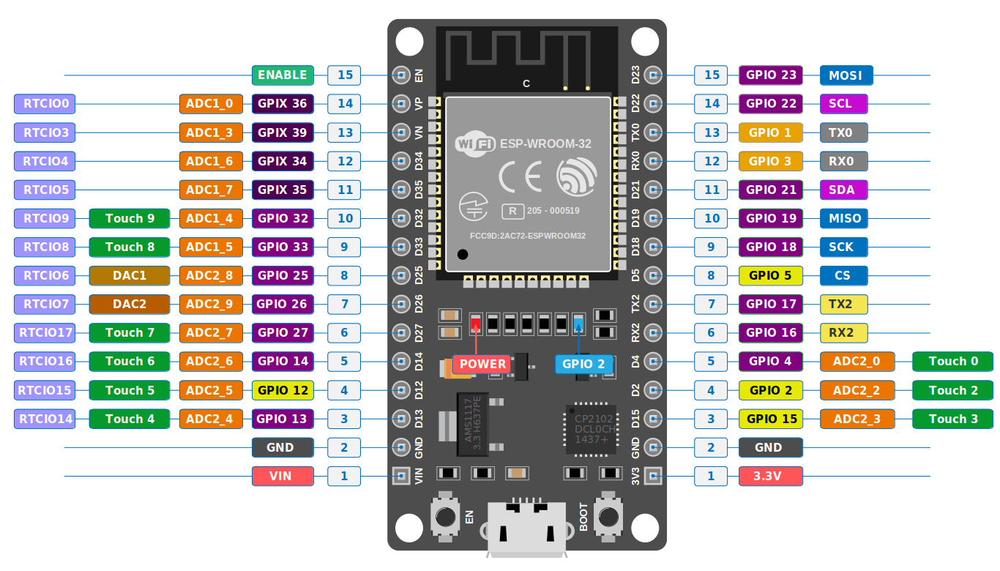 C
ENABLE 15 EN D23 15 GPIO 23 MOSI
RTCIO0 ADC1_0 GPIX 36 14 VP D22 14 GPIO 22 SCL
RTCIO3 ADC1_3 GPIX 39 13 VN TX0 13 GPIO 1 TX0
RTCIO4 ADC1_6 GPIX 34 12 D34 RX0 12 GPIO 3 RX0
RTCIO5 ADC1_7 GPIX 35 11 D35 D21 11 GPIO 21 SDA
RTCIO9 Touch 9 ADC1_4 GPIO 32 10 D32 D19 10 GPIO 19 MISO
RTCIO8 Touch 8 ADC1_5 GPIO 33 9 D33 D18 9 GPIO 18 SCK
RTCIO6 DAC1 ADC2_8 GPIO 25 8 D25 D5 8 GPIO 5 CS
RTCIO7 DAC2 ADC2_9 GPIO 26 7 D26 TX2 7 GPIO 17 TX2
RTCIO17 Touch 7 ADC2_7 GPIO 27 6 D27 RX2 6 GPIO 16 RX2
RTCIO16 Touch 6 ADC2_6 GPIO 14 5 D14 D4 5 GPIO 4 ADC2_0 Touch 0
RTCIO15 Touch 5 ADC2_5 GPIO 12 4 D12 D2 4 GPIO 2 ADC2_2 Touch 2
RTCIO14 Touch 4 ADC2_4 GPIO 13 3 D13 D15 3 GPIO 15 ADC2_3 Touch 3
GND 2 GND GND 2 GND
VIN 1 VIN 3V3 1 3.3V
WiFi ESP-WROOM-32
CE
R 205 - 000519
FCC9D:2AC72-ESPWROOM32
POWER GPIO 2
AMS1117
3.3 H637PE
CP2102
DCL0CH
1437+
EN BOOT